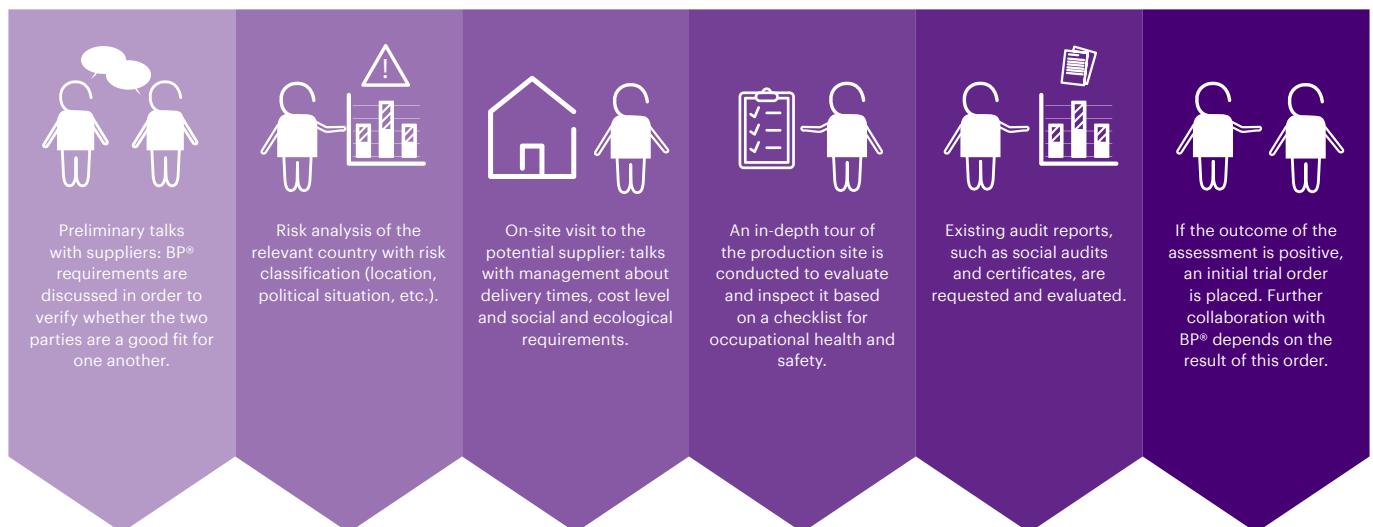 Preliminary talks
with suppliers: BP®
requirements are
discussed in order to
verify whether the two
parties are a good fit for
one another.
Risk analysis of the
relevant country with risk
classification (location,
political situation, etc.).
On-site visit to the
potential supplier: talks
with management about
delivery times, cost level
and social and ecological
requirements.
An in-depth tour of
the production site is
conducted to evaluate
and inspect it based
on a checklist for
occupational health and
safety.
Existing audit reports,
such as social audits
and certificates, are
requested and evaluated.
If the outcome of the
assessment is positive,
an initial trial order
is placed. Further
collaboration with
BP® depends on the
result of this order.